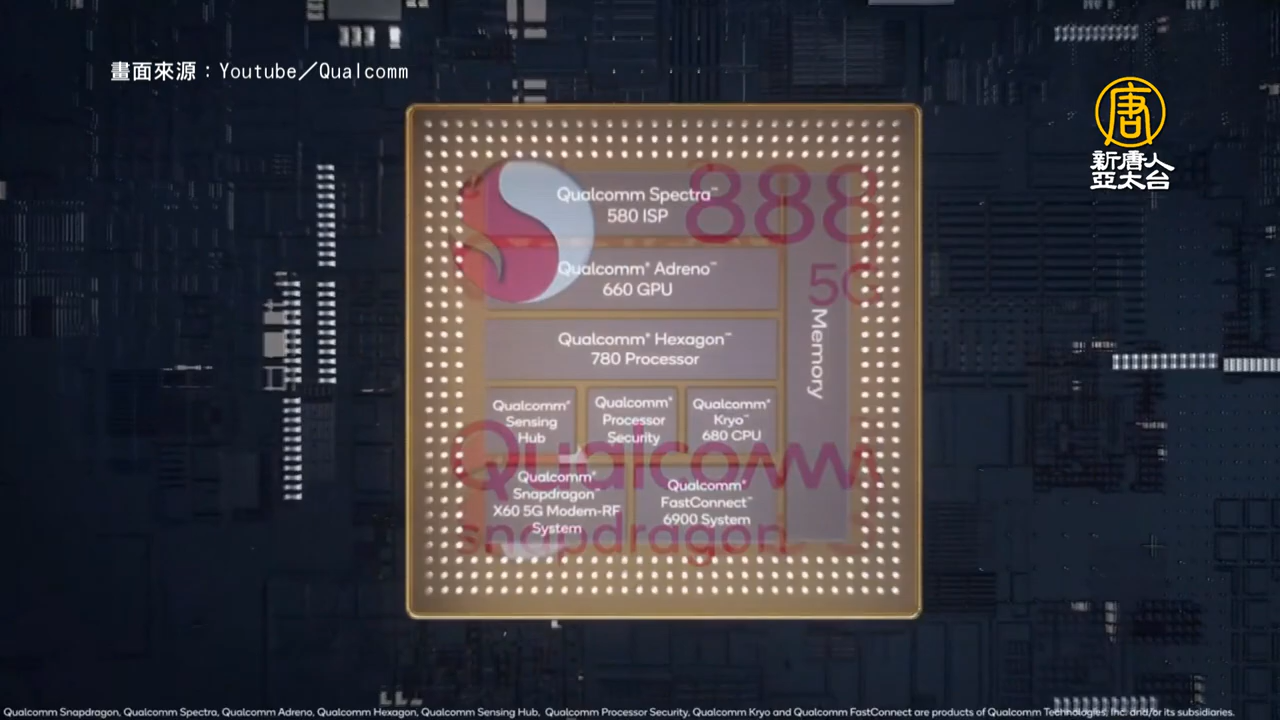 畫面來源：Youtube／Qualcomm
唐
新唐人
亞太台
888
5G
Qualcomm Spectra™
580 ISP
Qualcomm® Adreno™
660 GPU
Qualcomm® Hexagon™
780 Processor
Memory
Qualcomm®
Sensing
Hub
Qualcomm®
Processor
Security
Qualcomm®
Kryo™
680 CPU
Qualcomm®
Snapdragon™
X60 5G Modem-RF
System
Qualcomm®
FastConnect™
6900 System
Qualcomm
snapdragon
Qualcomm Snapdragon, Qualcomm Spectra, Qualcomm Adreno, Qualcomm Hexagon, Qualcomm Sensing Hub, Qualcomm Processor Security, Qualcomm Kryo and Qualcomm FastConnect are products of Qualcomm Technologies, Inc. and/or its subsidiaries.